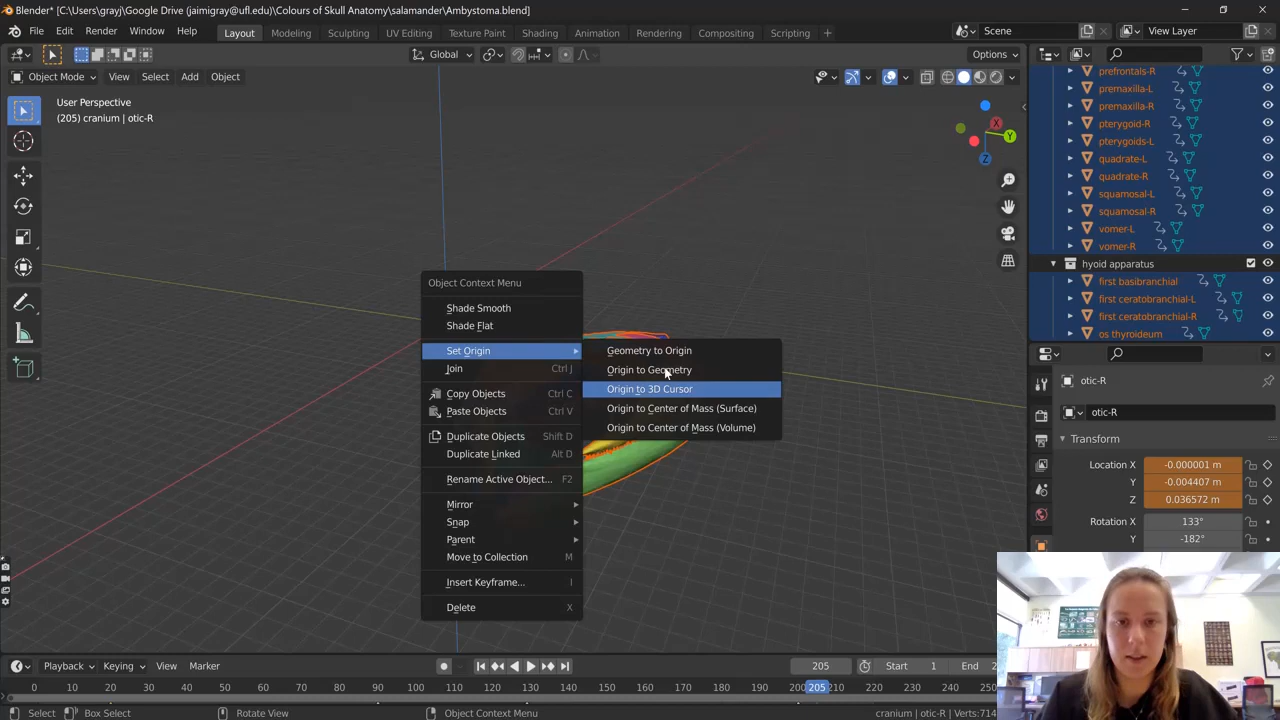 Blender* [C:\Users\grayj\Google Drive (jaimigray@ufl.edu)\Colours of Skull Anatomy\salamander\Ambystoma.blend]
File Edit Render Window Help Layout Modeling Sculpting UV Editing Texture Paint Shading Animation Rendering Compositing Scripting + Scene View Layer
Global Options
Object Mode View Select Add Object
User Perspective
(205) cranium | otic-R
X
Y
Z
prefrontals-R
premaxilla-L
premaxilla-R
pterygoid-R
pterygoids-L
quadrate-L
quadrate-R
squamosal-L
squamosal-R
vomer-L
vomer-R
hyoid apparatus
first basibranchial
first ceratobranchial-L
first ceratobranchial-R
os thyroideum
Object Context Menu
Shade Smooth
Shade Flat
Set Origin
Join Ctrl J
Copy Objects Ctrl C
Paste Objects Ctrl V
Duplicate Objects Shift D
Duplicate Linked Alt D
Rename Active Object... F2
Mirror
Snap
Parent
Move to Collection M
Insert Keyframe... I
Delete X
Geometry to Origin
Origin to Geometry
Origin to 3D Cursor
Origin to Center of Mass (Surface)
Origin to Center of Mass (Volume)
otic-R
otic-R
Transform
Location X -0.000001 m
Y -0.004407 m
Z 0.036572 m
Rotation X 133°
Y -182°
Playback Keying View Marker 205 Start 1 End
0 10 20 30 40 50 60 70 80 90 100 110 120 130 140 150 160 170 180 190 200 205 210 220 230 240
Select Box Select Rotate View Object Context Menu cranium | otic-R | Verts:714